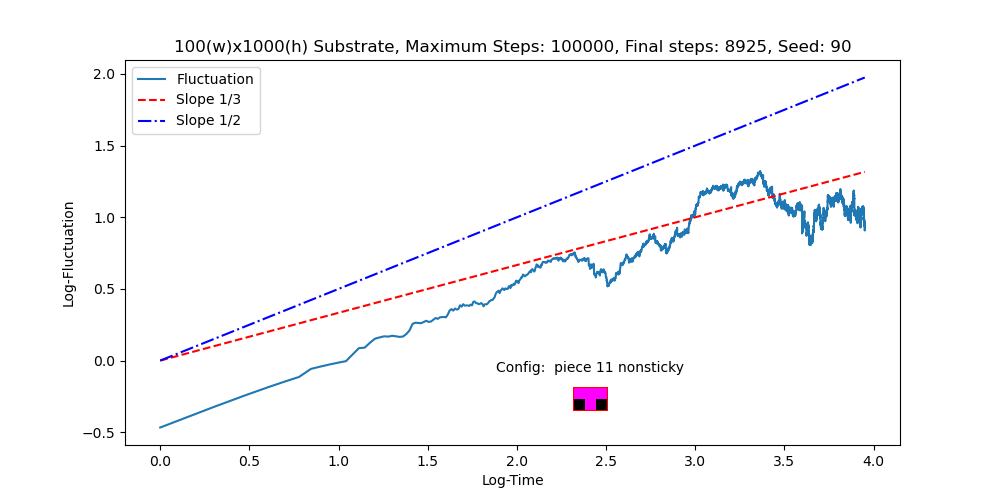 100(w)x1000(h) Substrate, Maximum Steps: 100000, Final steps: 8925, Seed: 90
Fluctuation
Slope 1/3
Slope 1/2
2.0
1.5
1.0
0.5
0.0
−0.5
Log-Fluctuation
Config:  piece 11 nonsticky
0.0 0.5 1.0 1.5 2.0 2.5 3.0 3.5 4.0
Log-Time